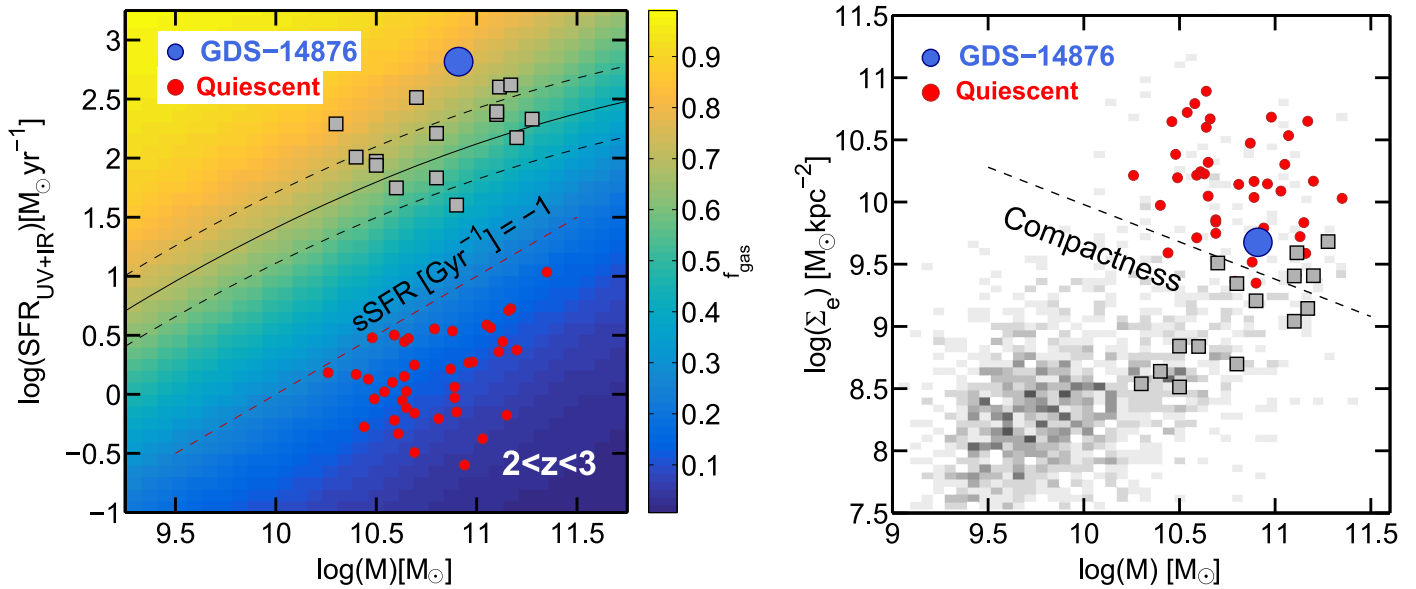 GDS−14876
Quiescent
sSFR [Gyr⁻¹] = −1
2<z<3
3
2.5
2
1.5
1
0.5
0
−0.5
−1
9.5 10 10.5 11 11.5
log(M)[M⊙]
log(SFR_UV+IR)[M⊙yr⁻¹]
0.9
0.8
0.7
0.6
0.5
0.4
0.3
0.2
0.1
f_gas
GDS−14876
Quiescent
Compactness
11.5
11
10.5
10
9.5
9
8.5
8
7.5
9 9.5 10 10.5 11 11.5
log(M) [M⊙]
log(Σ_e) [M⊙kpc⁻²]